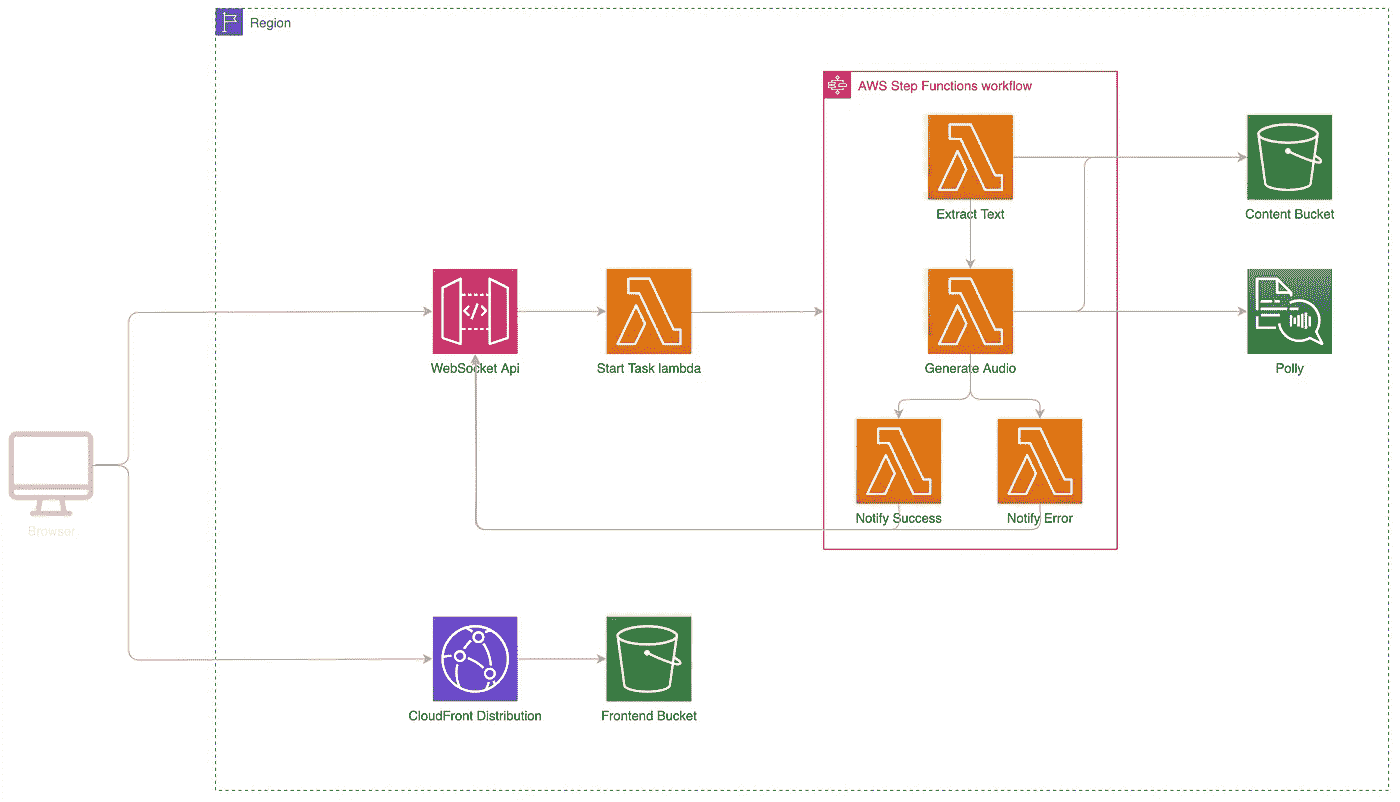 Region
AWS Step Functions workflow
Extract Text
Content Bucket
WebSocket Api
Start Task lambda
Generate Audio
Polly
Notify Success
Notify Error
Browser
CloudFront Distribution
Frontend Bucket